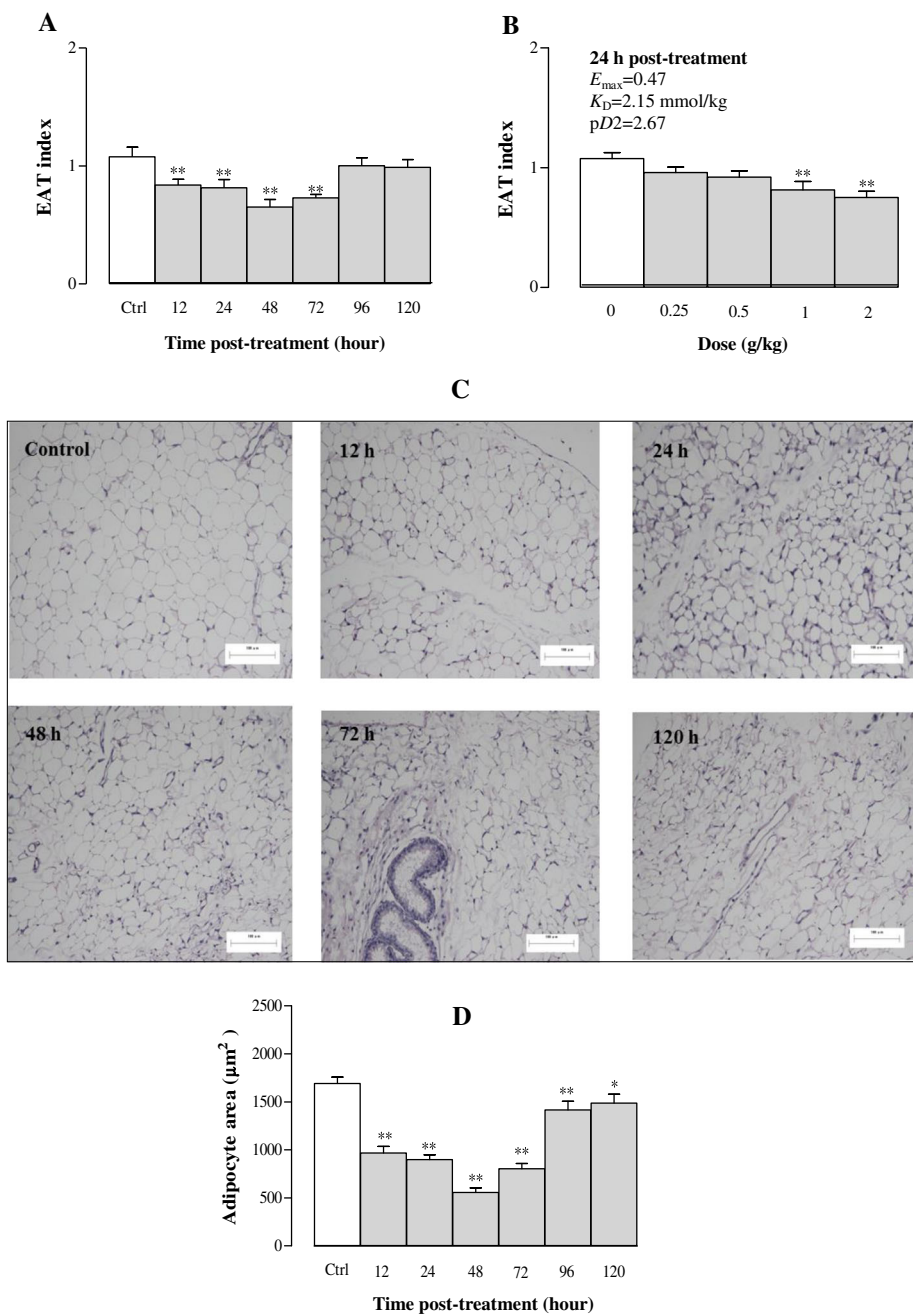 A
2
1
0
EAT index
** ** ** **
Ctrl 12 24 48 72 96 120
Time post-treatment (hour)
B
2
1
0
EAT index
24 h post-treatment
Emax=0.47
KD=2.15 mmol/kg
pD2=2.67
** **
0 0.25 0.5 1 2
Dose (g/kg)
C
Control
12 h
24 h
48 h
72 h
120 h
D
2500
2000
1500
1000
500
0
Adipocyte area (µm²)
** ** ** ** ** *
Ctrl 12 24 48 72 96 120
Time post-treatment (hour)